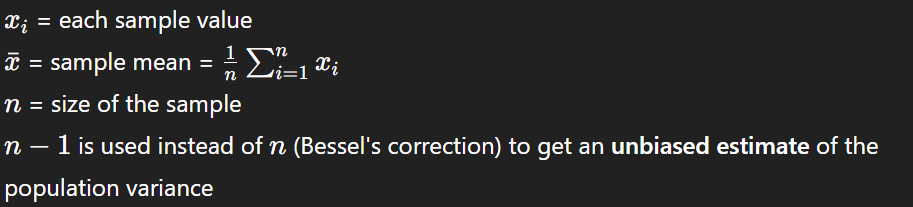 xᵢ = each sample value
x̄ = sample mean = 1/n ∑ⁿᵢ₌₁ xᵢ
n = size of the sample
n − 1 is used instead of n (Bessel's correction) to get an unbiased estimate of the
population variance